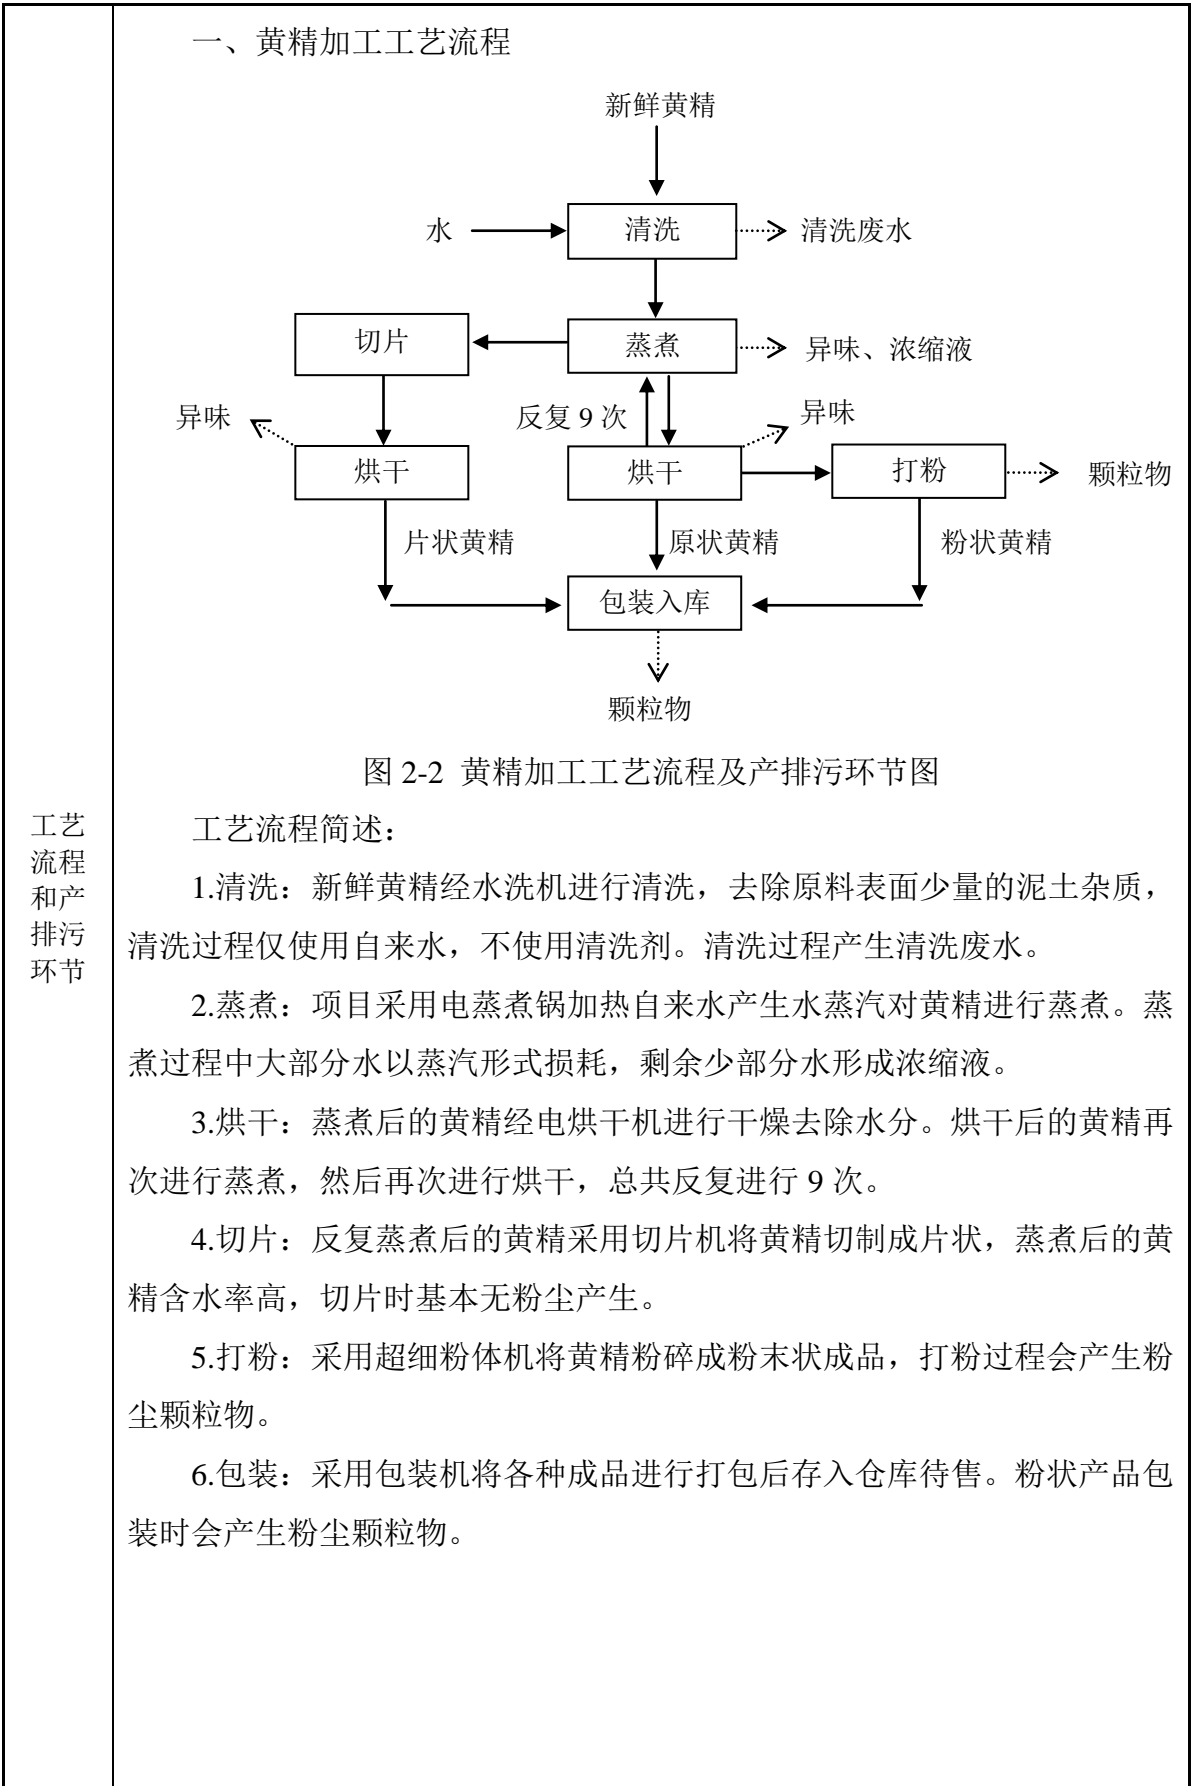 一、黄精加工工艺流程
新鲜黄精
水
清洗
清洗废水
切片
蒸煮
异味、浓缩液
异味
反复 9 次
异味
烘干
烘干
打粉
颗粒物
片状黄精
原状黄精
粉状黄精
包装入库
颗粒物
图 2-2 黄精加工工艺流程及产排污环节图
工艺
流程
和产
排污
环节
工艺流程简述：
1.清洗：新鲜黄精经水洗机进行清洗，去除原料表面少量的泥土杂质，
清洗过程仅使用自来水，不使用清洗剂。清洗过程产生清洗废水。
2.蒸煮：项目采用电蒸煮锅加热自来水产生水蒸汽对黄精进行蒸煮。蒸
煮过程中大部分水以蒸汽形式损耗，剩余少部分水形成浓缩液。
3.烘干：蒸煮后的黄精经电烘干机进行干燥去除水分。烘干后的黄精再
次进行蒸煮，然后再次进行烘干，总共反复进行 9 次。
4.切片：反复蒸煮后的黄精采用切片机将黄精切制成片状，蒸煮后的黄
精含水率高，切片时基本无粉尘产生。
5.打粉：采用超细粉体机将黄精粉碎成粉末状成品，打粉过程会产生粉
尘颗粒物。
6.包装：采用包装机将各种成品进行打包后存入仓库待售。粉状产品包
装时会产生粉尘颗粒物。